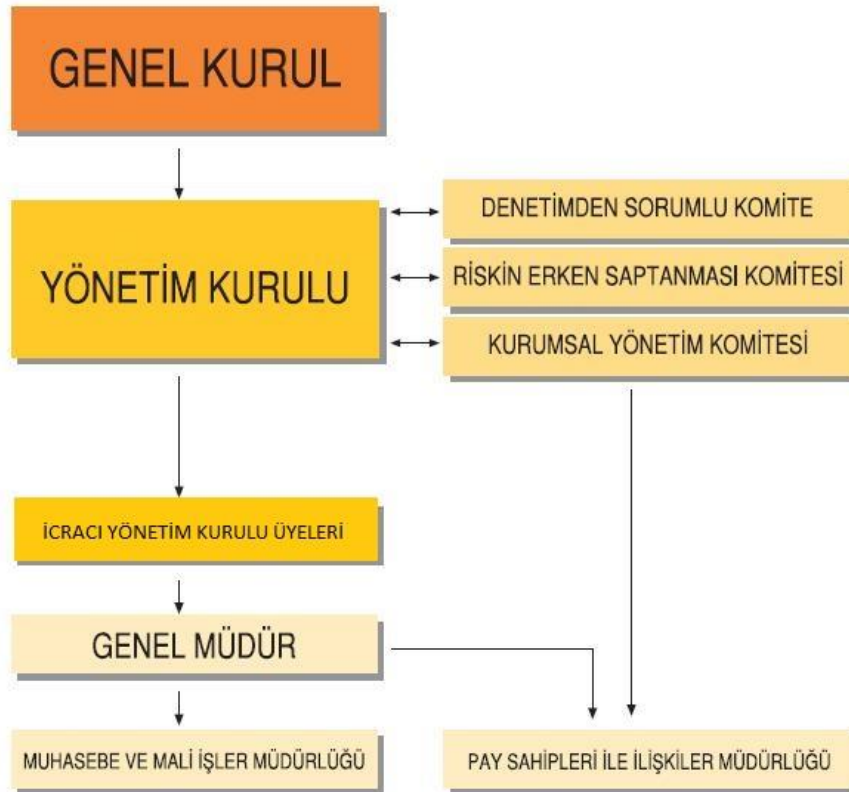 GENEL KURUL
YÖNETİM KURULU
DENETİMDEN SORUMLU KOMİTE
RİSKİN ERKEN SAPTANMASI KOMİTESİ
KURUMSAL YÖNETİM KOMİTESİ
İCRACI YÖNETİM KURULU ÜYELERİ
GENEL MÜDÜR
MUHASEBE VE MALİ İŞLER MÜDÜRLÜĞÜ
PAY SAHİPLERİ İLE İLİŞKİLER MÜDÜRLÜĞÜ